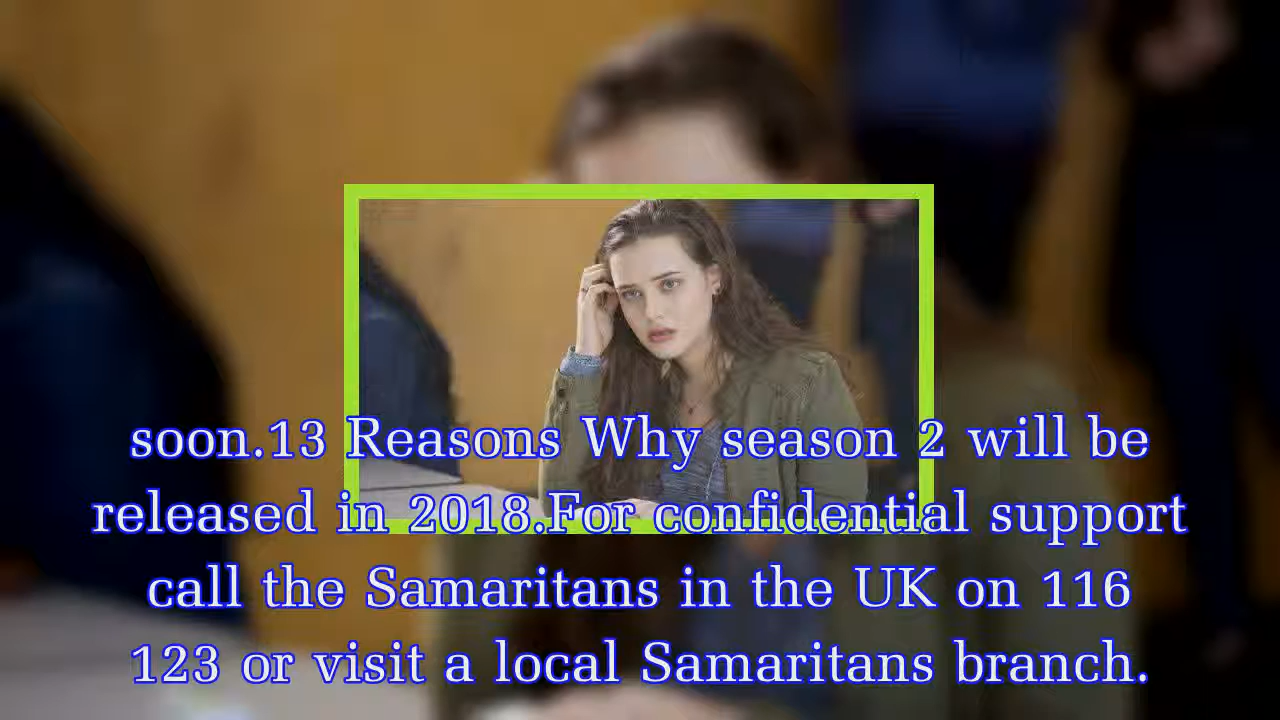 soon.13 Reasons Why season 2 will be
released in 2018.For confidential support
call the Samaritans in the UK on 116
123 or visit a local Samaritans branch.